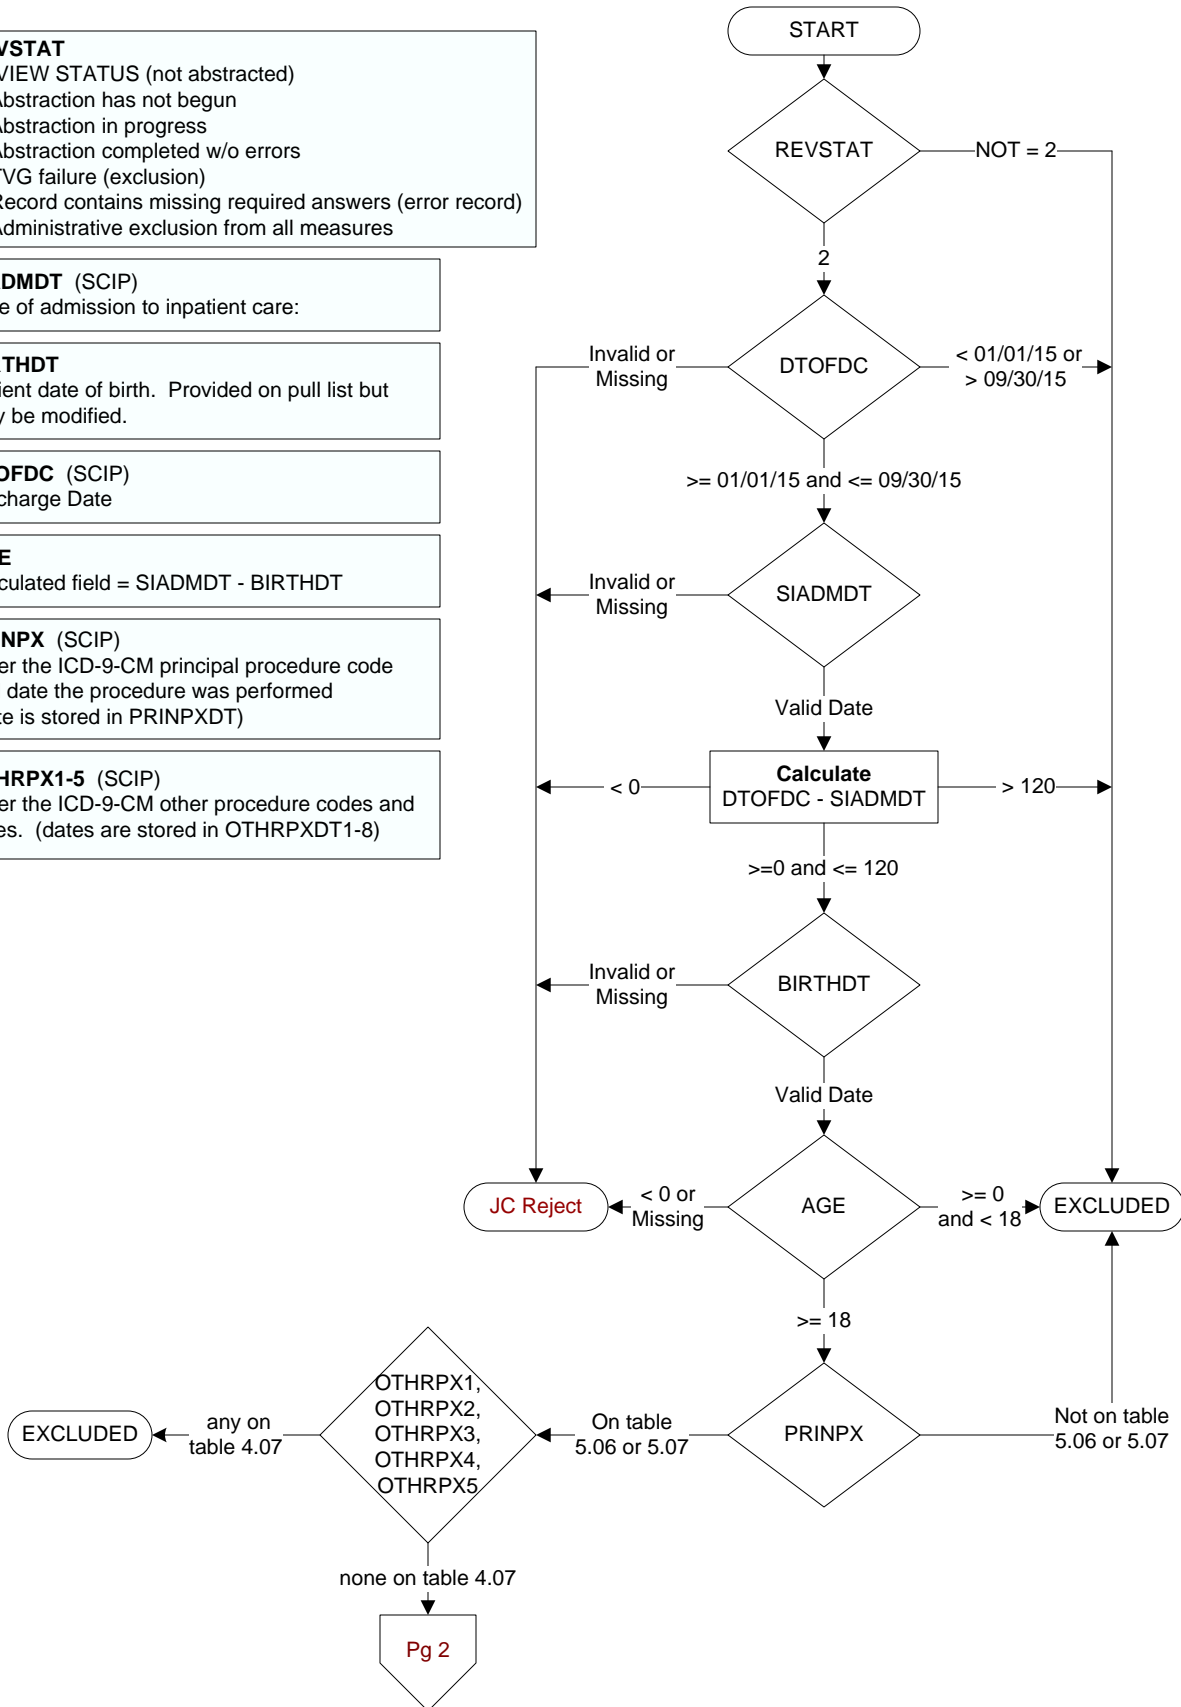 START
VSTAT
VIEW STATUS (not abstracted)
Abstraction has not begun
Abstraction in progress
Abstraction completed w/o errors
TVG failure (exclusion)
Record contains missing required answers (error record)
Administrative exclusion from all measures
REVSTAT
NOT = 2
2
DMDT (SCIP)
e of admission to inpatient care:
THDT
ient date of birth. Provided on pull list but
y be modified.
Invalid or
Missing
DTOFDC
< 01/01/15 or
> 09/30/15
OFDC (SCIP)
charge Date
>= 01/01/15 and <= 09/30/15
E
culated field = SIADMDT - BIRTHDT
Invalid or
Missing
SIADMDT
NPX (SCIP)
er the ICD-9-CM principal procedure code
date the procedure was performed
te is stored in PRINPXDT)
Valid Date
HRPX1-5 (SCIP)
er the ICD-9-CM other procedure codes and
es. (dates are stored in OTHRPXDT1-8)
< 0
Calculate
DTOFDC - SIADMDT
> 120
>=0 and <= 120
Invalid or
Missing
BIRTHDT
Valid Date
JC Reject
< 0 or
Missing
AGE
>= 0
and < 18
EXCLUDED
>= 18
EXCLUDED
any on
table 4.07
OTHRPX1,
OTHRPX2,
OTHRPX3,
OTHRPX4,
OTHRPX5
On table
5.06 or 5.07
PRINPX
Not on table
5.06 or 5.07
none on table 4.07
Pg 2